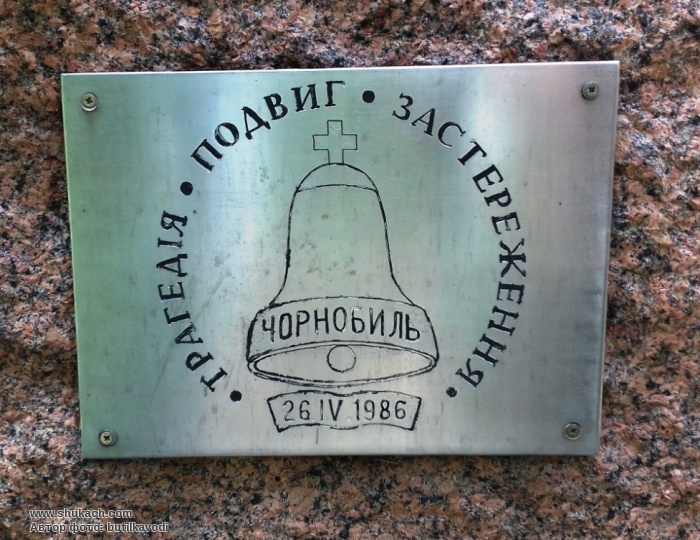 • ТРАГЕДІЯ • ПОДВИГ • ЗАСТЕРЕЖЕННЯ •
ЧОРНОБИЛЬ
26 IV 1986
www.shukach.com
Автор фото: butilkavodi